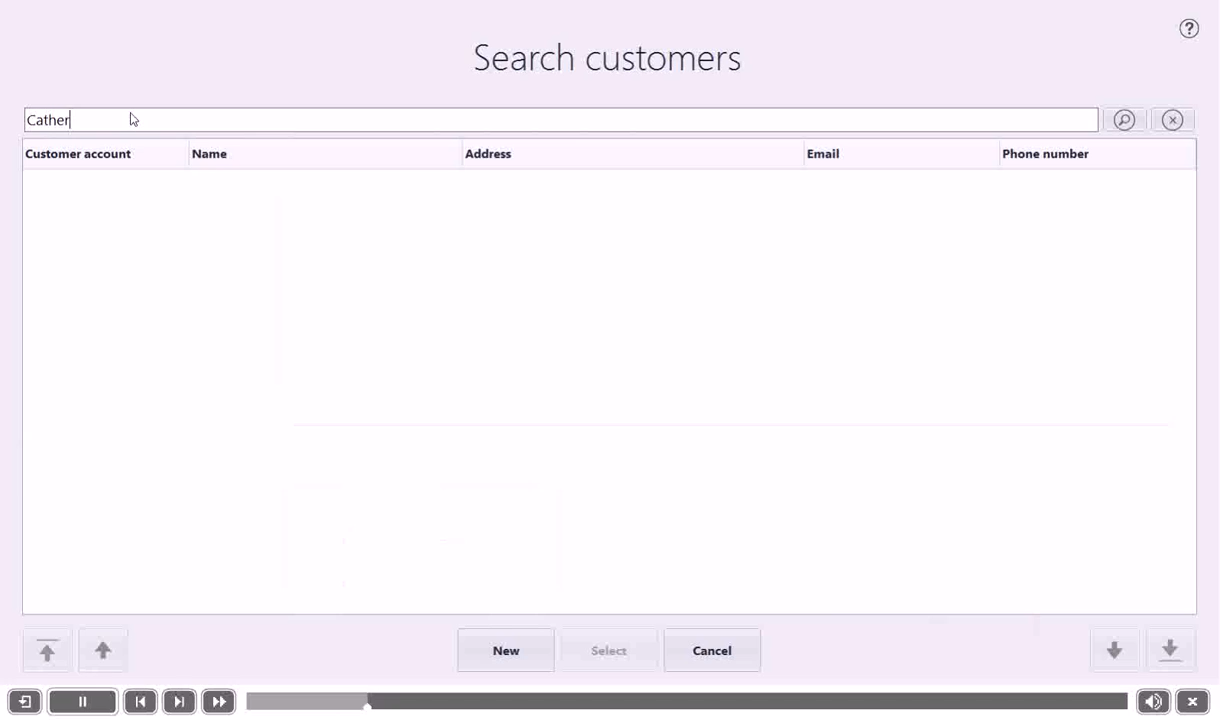 ?
Search customers
Cather
Customer account Name Address Email Phone number
New Select Cancel